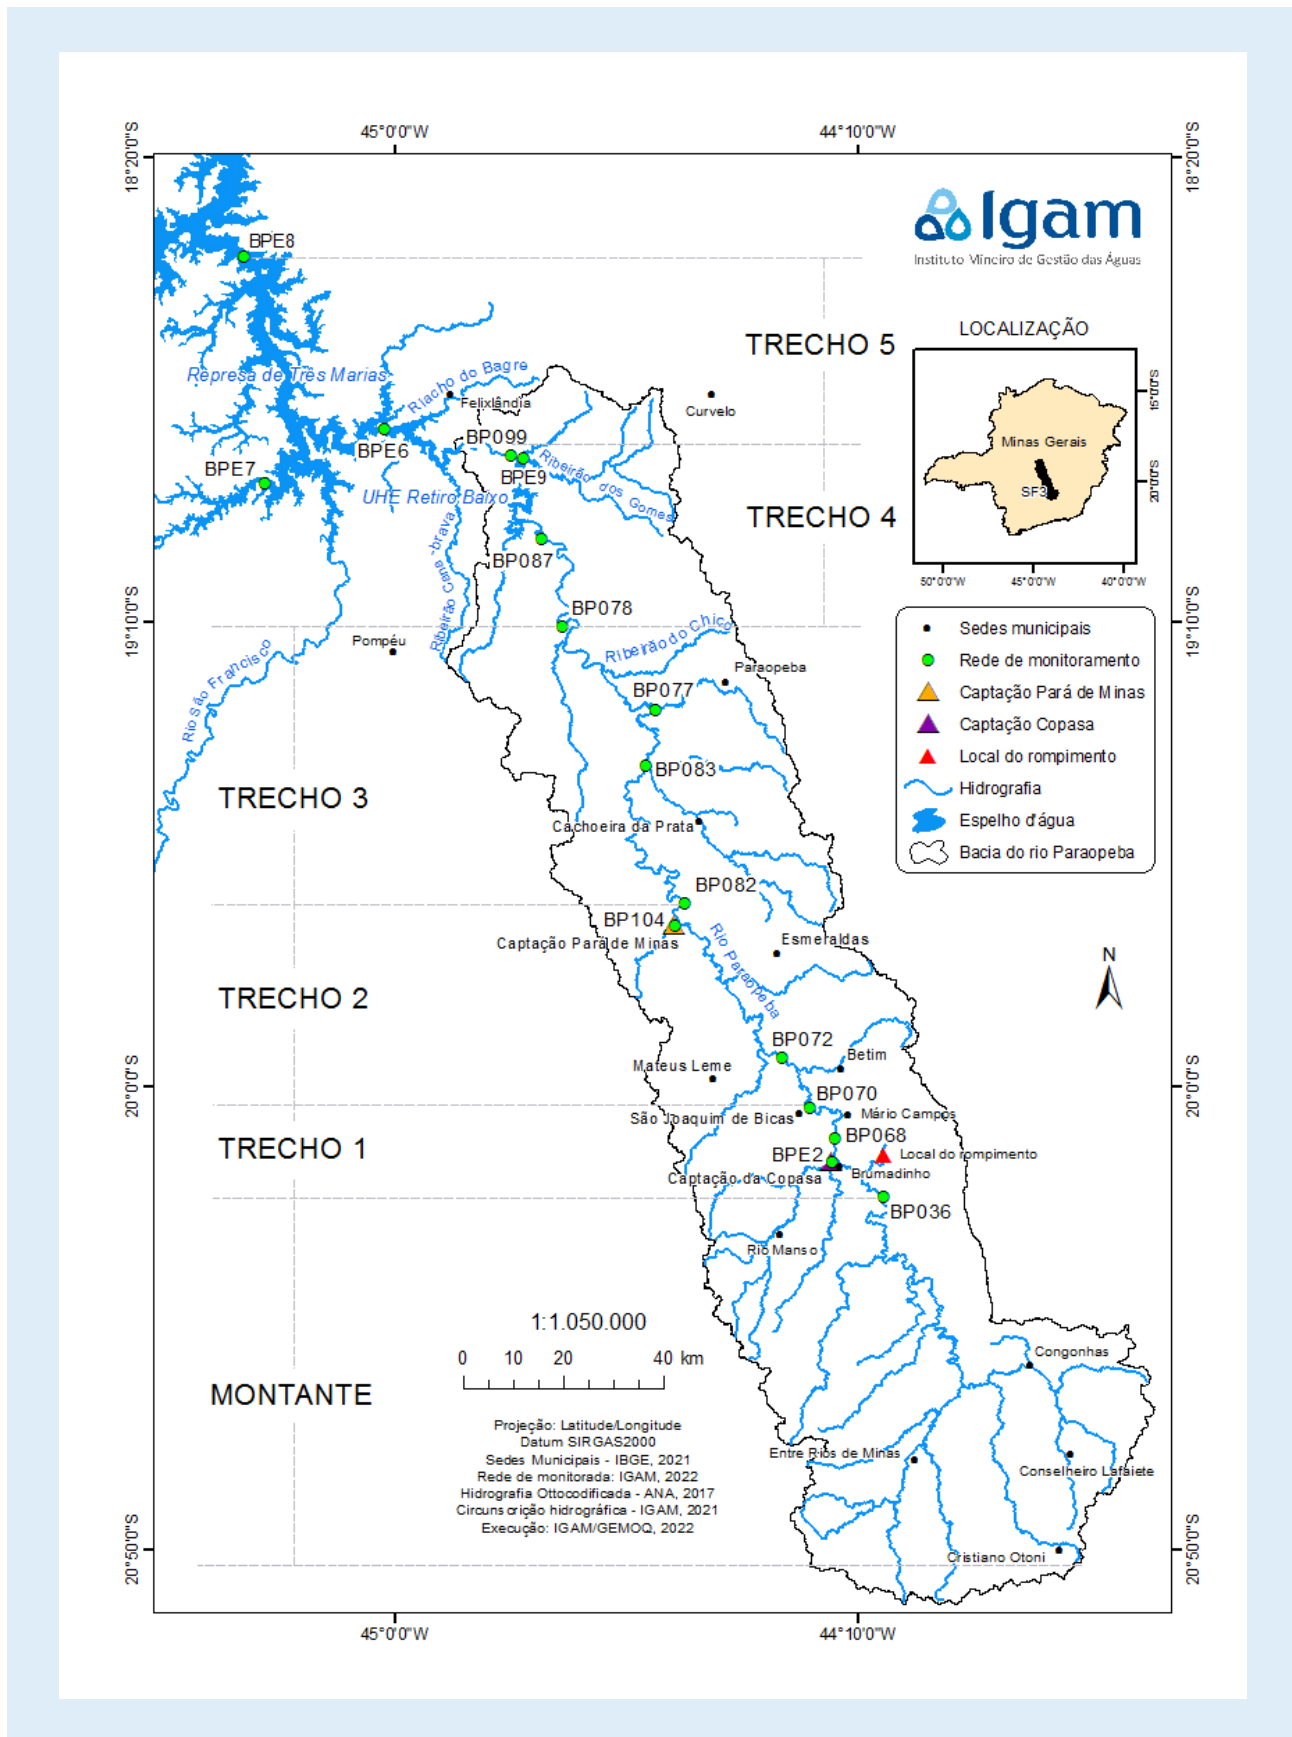 45°0'0"W
44°10'0"W
18°20'0"S
18°20'0"S
Igam
Instituto Mineiro de Gestão das Águas
BPE8
TRECHO 5
LOCALIZAÇÃO
Represa de Três Marias
Riacho do Bagre
Felixlândia
Curvelo
15°0'0"S
Minas Gerais
20°0'0"S
SF3
50°0'0"W
45°0'0"W
40°0'0"W
BP099
BPE6
BPE7
BPE9
Ribeirão dos Gomes
UHE Retiro Baixo
TRECHO 4
Ribeirão Cana-brava
BP087
BP078
19°10'0"S
19°10'0"S
Sedes municipais
Rede de monitoramento
Captação Pará de Minas
Captação Copasa
Local do rompimento
Hidrografia
Espelho d'água
Bacia do rio Paraopeba
Pompéu
Ribeirão do Chico
Paraopeba
Rio São Francisco
BP077
BP083
TRECHO 3
Cachoeira da Prata
BP082
BP104
Captação Pará de Minas
Rio Paraopeba
Esmeraldas
N
TRECHO 2
BP072
Betim
Mateus Leme
20°0'0"S
20°0'0"S
BP070
São Joaquim de Bicas
Mário Campos
BP068
TRECHO 1
BPE2
Local do rompimento
Captação da Copasa
Brumadinho
BP036
Rio Manso
1:1.050.000
0 10 20 40 km
Congonhas
MONTANTE
Projeção: Latitude/Longitude
Datum SIRGAS2000
Sedes Municipais - IBGE, 2021
Rede de monitorada: IGAM, 2022
Hidrografia Ottocodificada - ANA, 2017
Circunscrição hidrográfica - IGAM, 2021
Execução: IGAM/GEMOQ, 2022
Entre Rios de Minas
Conselheiro Lafaiete
Cristiano Otoni
20°50'0"S
20°50'0"S
45°0'0"W
44°10'0"W